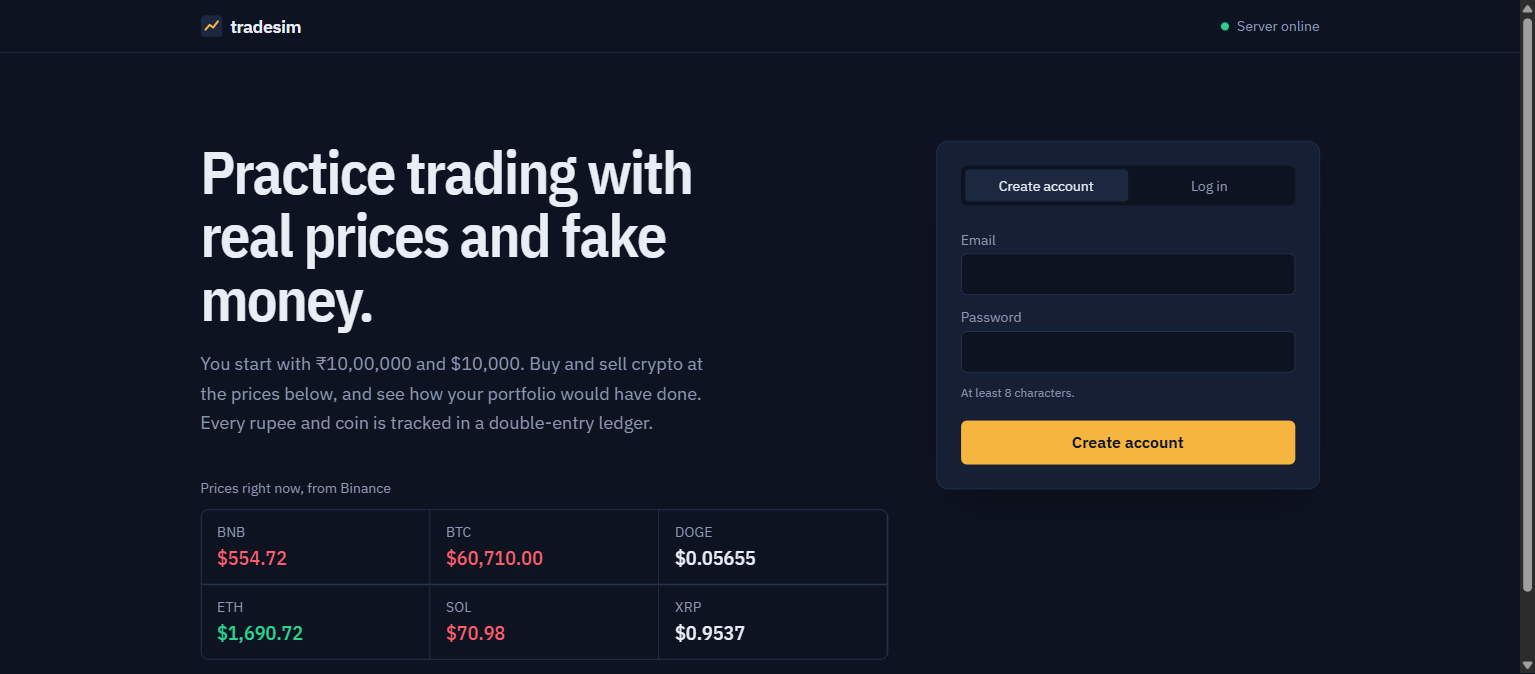 tradesim
Server online
Practice trading with
real prices and fake
money.
You start with ₹10,00,000 and $10,000. Buy and sell crypto at
the prices below, and see how your portfolio would have done.
Every rupee and coin is tracked in a double-entry ledger.
Prices right now, from Binance
BNB
$554.72
BTC
$60,710.00
DOGE
$0.05655
ETH
$1,690.72
SOL
$70.98
XRP
$0.9537
Create account
Log in
Email
Password
At least 8 characters.
Create account